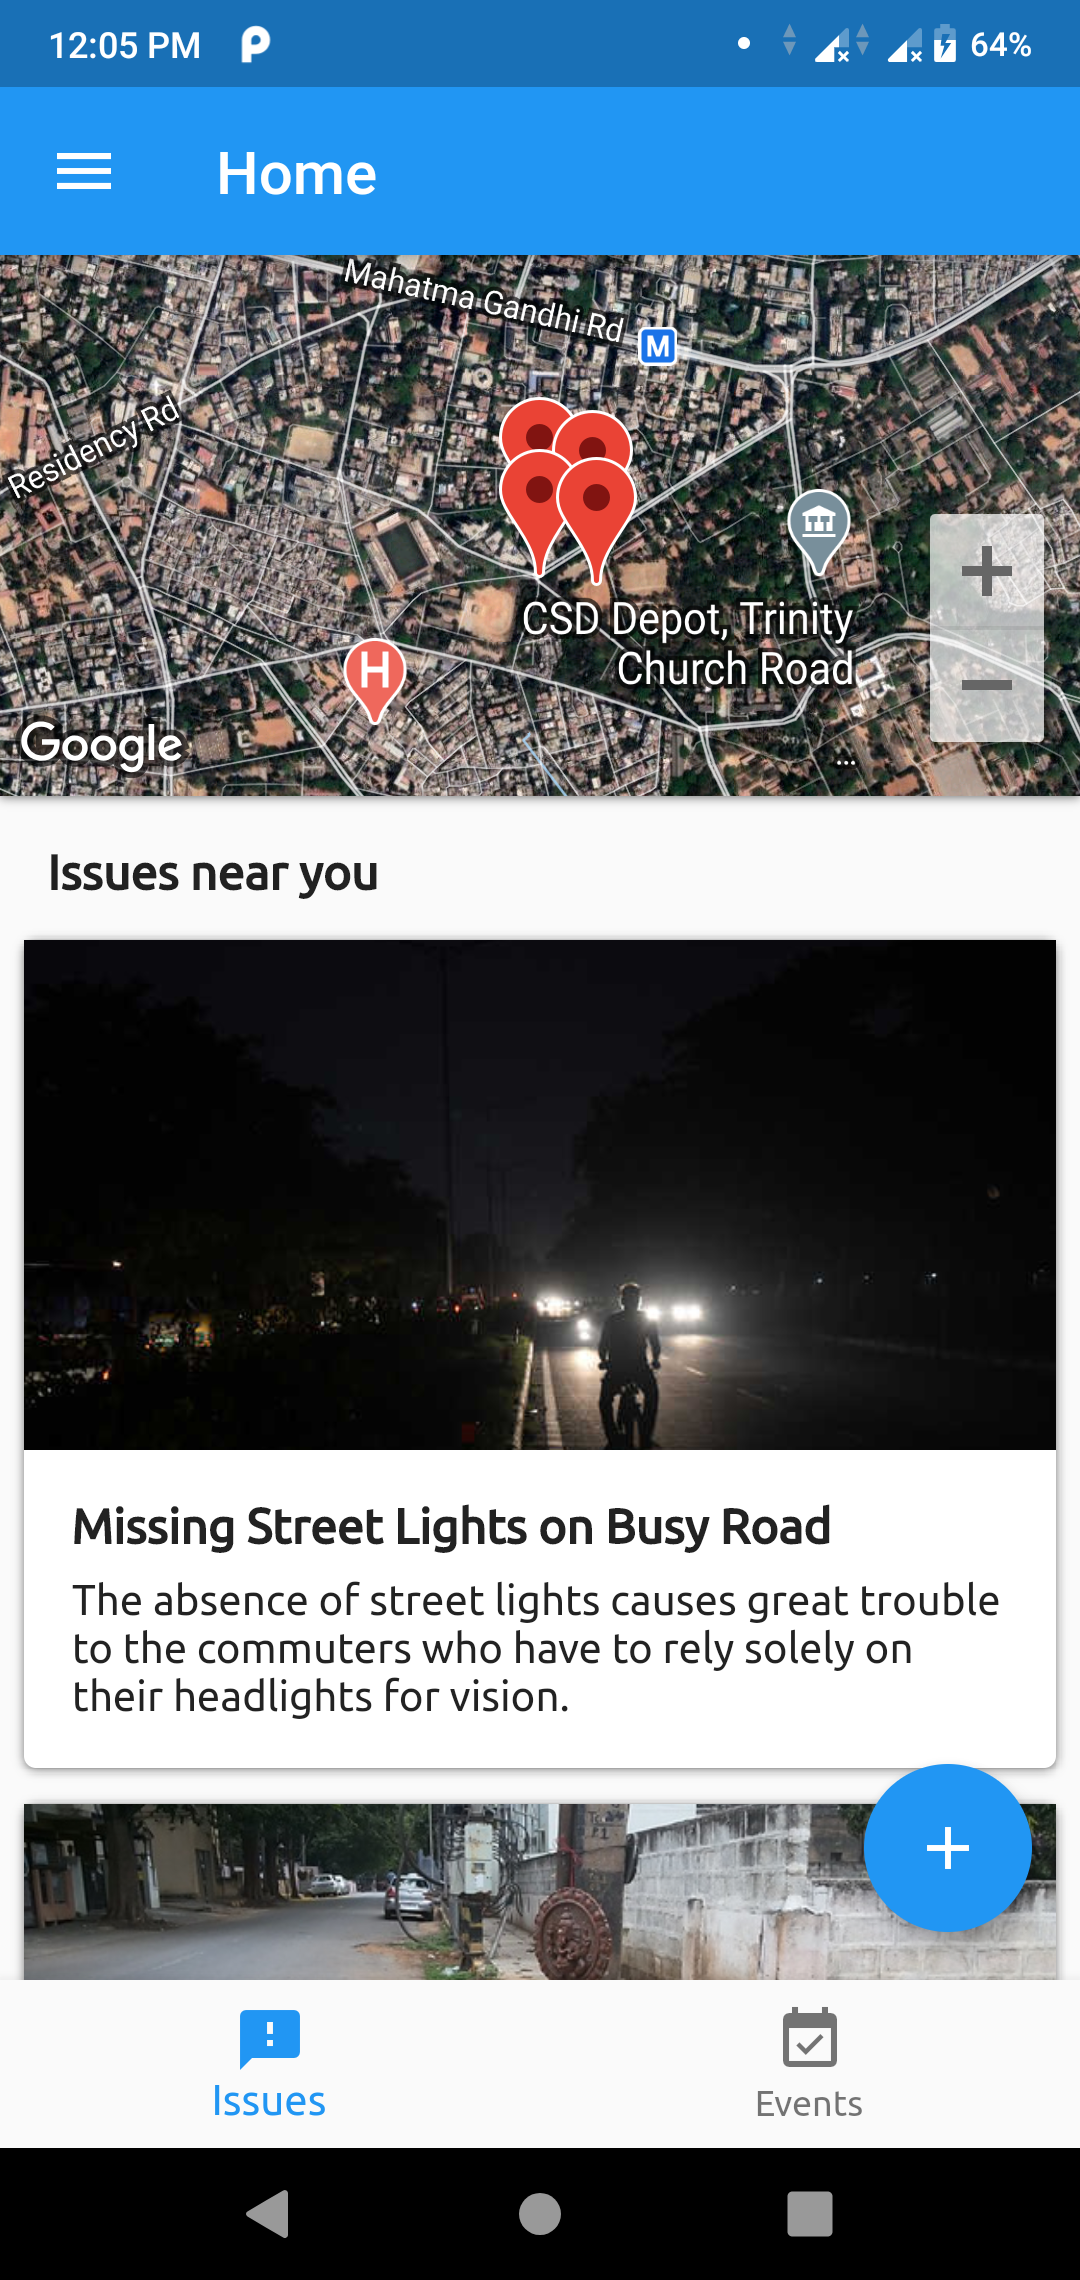 12:05 PM
64%
Home
Mahatma Gandhi Rd
M
Residency Rd
CSD Depot, Trinity
Church Road
H
Google
...
Issues near you
Missing Street Lights on Busy Road
The absence of street lights causes great trouble
to the commuters who have to rely solely on
their headlights for vision.
Issues
Events